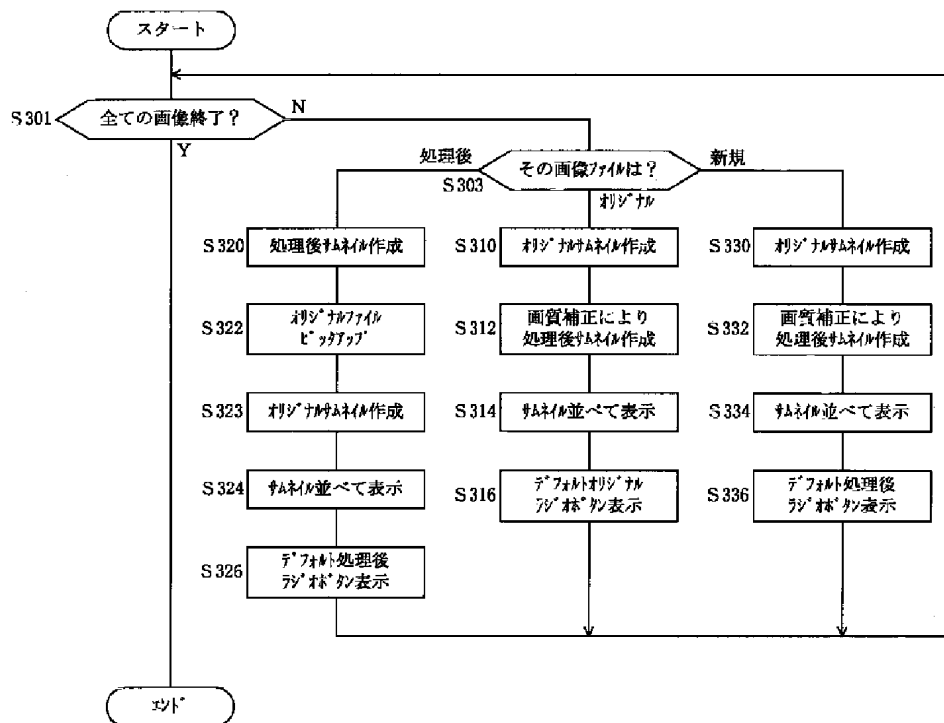 スタート
S301
全ての画像終了?
N
Y
処理後
S303
その画像ﾌｧｲﾙは?
新規
ｵﾘｼﾞﾅﾙ
S320
処理後ｻﾑﾈｲﾙ作成
S322
ｵﾘｼﾞﾅﾙﾌｧｲﾙ
ﾋﾟｯｸｱｯﾌﾟ
S323
ｵﾘｼﾞﾅﾙｻﾑﾈｲﾙ作成
S324
ｻﾑﾈｲﾙ並べて表示
S326
ﾃﾞﾌｫﾙﾄ処理後
ﾗｼﾞｵﾎﾞﾀﾝ表示
S310
ｵﾘｼﾞﾅﾙｻﾑﾈｲﾙ作成
S312
画質補正により
処理後ｻﾑﾈｲﾙ作成
S314
ｻﾑﾈｲﾙ並べて表示
S316
ﾃﾞﾌｫﾙﾄｵﾘｼﾞﾅﾙ
ﾗｼﾞｵﾎﾞﾀﾝ表示
S330
ｵﾘｼﾞﾅﾙｻﾑﾈｲﾙ作成
S332
画質補正により
処理後ｻﾑﾈｲﾙ作成
S334
ｻﾑﾈｲﾙ並べて表示
S336
ﾃﾞﾌｫﾙﾄ処理後
ﾗｼﾞｵﾎﾞﾀﾝ表示
ｴﾝﾄﾞ